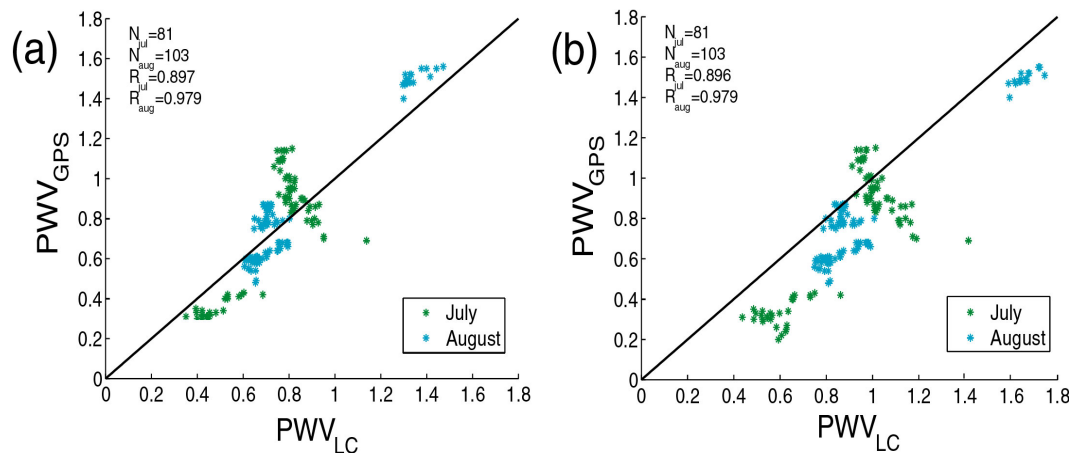 (a)
N_jul=81
N_aug=103
R_jul=0.897
R_aug=0.979
1.8
1.6
1.4
1.2
1
0.8
0.6
0.4
0.2
0
PWV_GPS
July
August
0 0.2 0.4 0.6 0.8 1 1.2 1.4 1.6 1.8
PWV_LC
(b)
N_jul=81
N_aug=103
R_jul=0.896
R_aug=0.979
1.8
1.6
1.4
1.2
1
0.8
0.6
0.4
0.2
0
PWV_GPS
July
August
0 0.2 0.4 0.6 0.8 1 1.2 1.4 1.6 1.8
PWV_LC